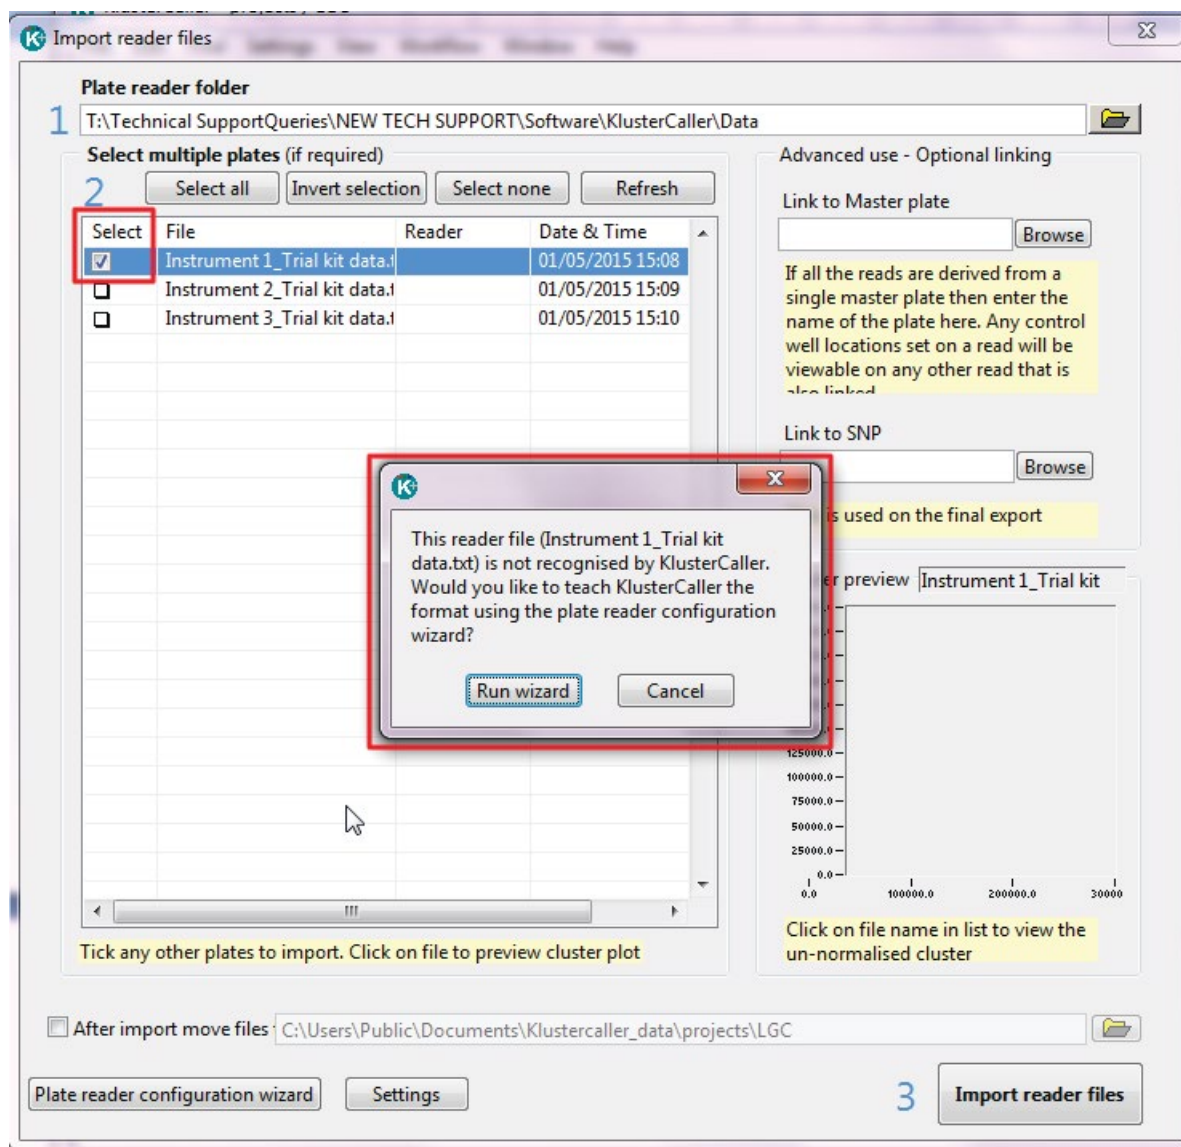 Import reader files
Plate reader folder
1
T:\Technical SupportQueries\NEW TECH SUPPORT\Software\KlusterCaller\Data
Select multiple plates (if required)
2
Select all
Invert selection
Select none
Refresh
Select File Reader Date & Time
Instrument 1_Trial kit data. 01/05/2015 15:08
Instrument 2_Trial kit data. 01/05/2015 15:09
Instrument 3_Trial kit data. 01/05/2015 15:10
Tick any other plates to import. Click on file to preview cluster plot
Advanced use - Optional linking
Link to Master plate
Browse
If all the reads are derived from a
single master plate then enter the
name of the plate here. Any control
well locations set on a read will be
viewable on any other read that is
also linked
Link to SNP
Browse
is used on the final export
This reader file (Instrument 1_Trial kit
data.txt) is not recognised by KlusterCaller.
Would you like to teach KlusterCaller the
format using the plate reader configuration
wizard?
Run wizard
Cancel
preview Instrument 1_Trial kit
125000.0
100000.0
75000.0
50000.0
25000.0
0.0
0.0 100000.0 200000.0 30000
Click on file name in list to view the
un-normalised cluster
After import move files C:\Users\Public\Documents\Klustercaller_data\projects\LGC
Plate reader configuration wizard
Settings
3
Import reader files